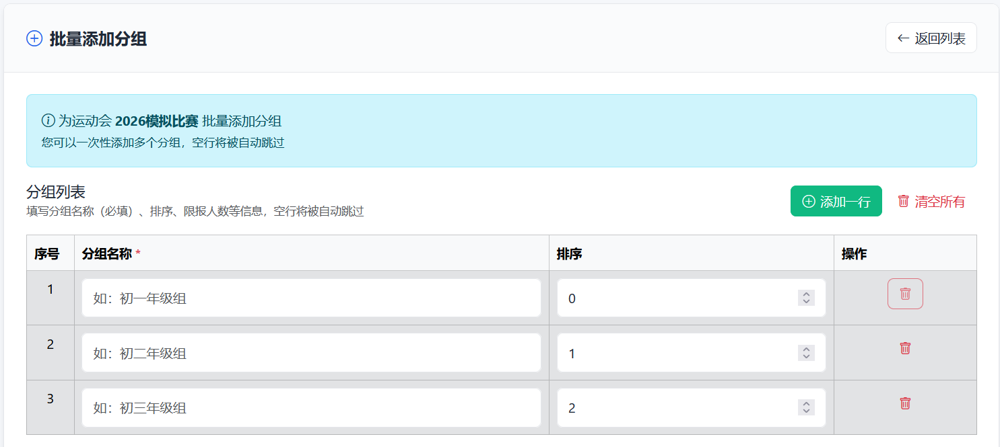 批量添加分组
返回列表
为运动会 2026模拟比赛 批量添加分组
您可以一次性添加多个分组，空行将被自动跳过
分组列表
填写分组名称（必填）、排序、限报人数等信息，空行将被自动跳过
添加一行 清空所有
序号 分组名称 * 排序 操作
1 如：初一年级组 0
2 如：初二年级组 1
3 如：初三年级组 2